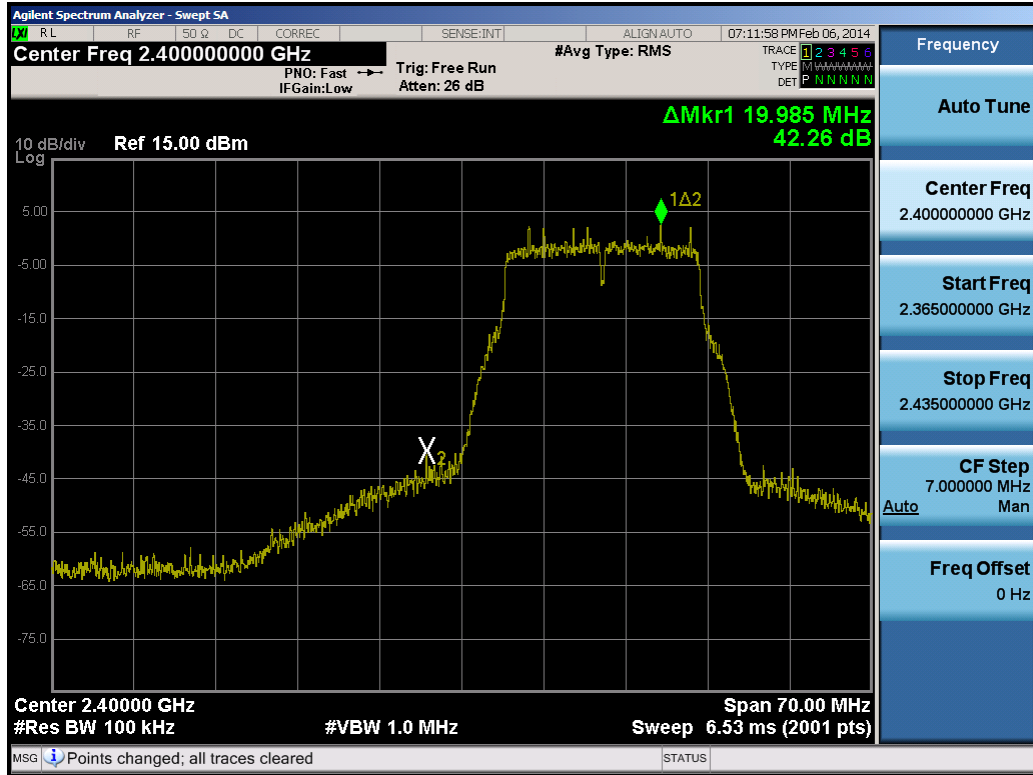 Agilent Spectrum Analyzer - Swept SA
LXI RL RF 50 Ω DC CORREC SENSE:INT ALIGN AUTO 07:11:58 PM Feb 06, 2014
Center Freq 2.400000000 GHz
PNO: Fast
IFGain:Low
Trig: Free Run
Atten: 26 dB
#Avg Type: RMS
TRACE 1 2 3 4 5 6
TYPE M
DET P N N N N N
ΔMkr1 19.985 MHz
42.26 dB
10 dB/div
Log
Ref 15.00 dBm
1Δ2
5.00
-5.00
-15.0
-25.0
-35.0
X2
-45.0
-55.0
-65.0
-75.0
Center 2.40000 GHz Span 70.00 MHz
#Res BW 100 kHz #VBW 1.0 MHz Sweep 6.53 ms (2001 pts)
MSG Points changed; all traces cleared STATUS
Frequency
Auto Tune
Center Freq
2.400000000 GHz
Start Freq
2.365000000 GHz
Stop Freq
2.435000000 GHz
CF Step
7.000000 MHz
Auto Man
Freq Offset
0 Hz